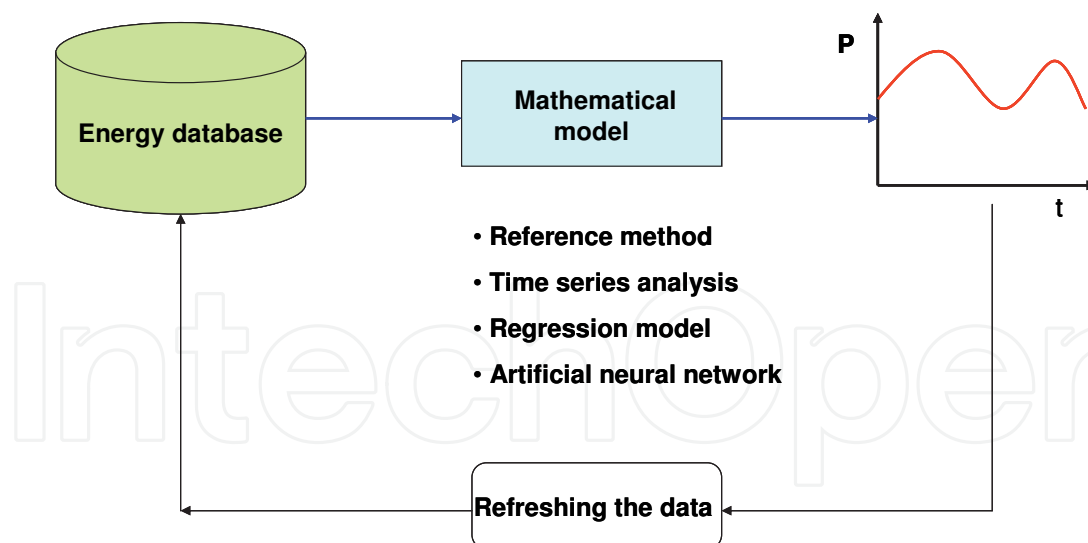 Energy database
Mathematical
model
P
t
• Reference method
• Time series analysis
• Regression model
• Artificial neural network
Refreshing the data
IntechOpen